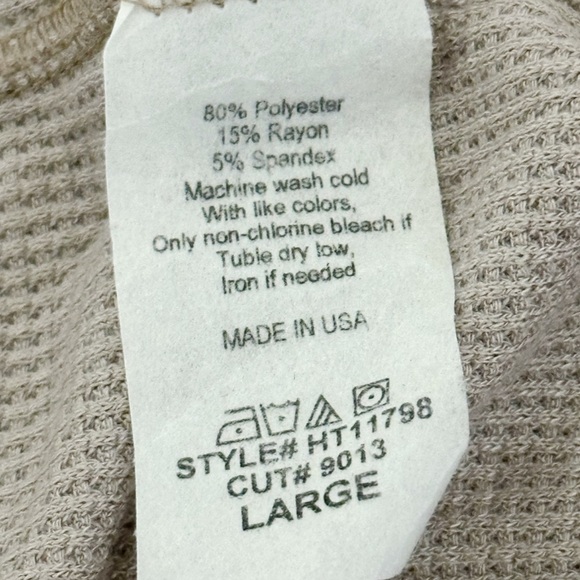 80% Polyester
15% Rayon
5% Spandex
Machine wash cold
With like colors,
Only non-chlorine bleach if
Tuble dry low,
Iron if needed
MADE IN USA
STYLE# HT11798
CUT# 9013
LARGE